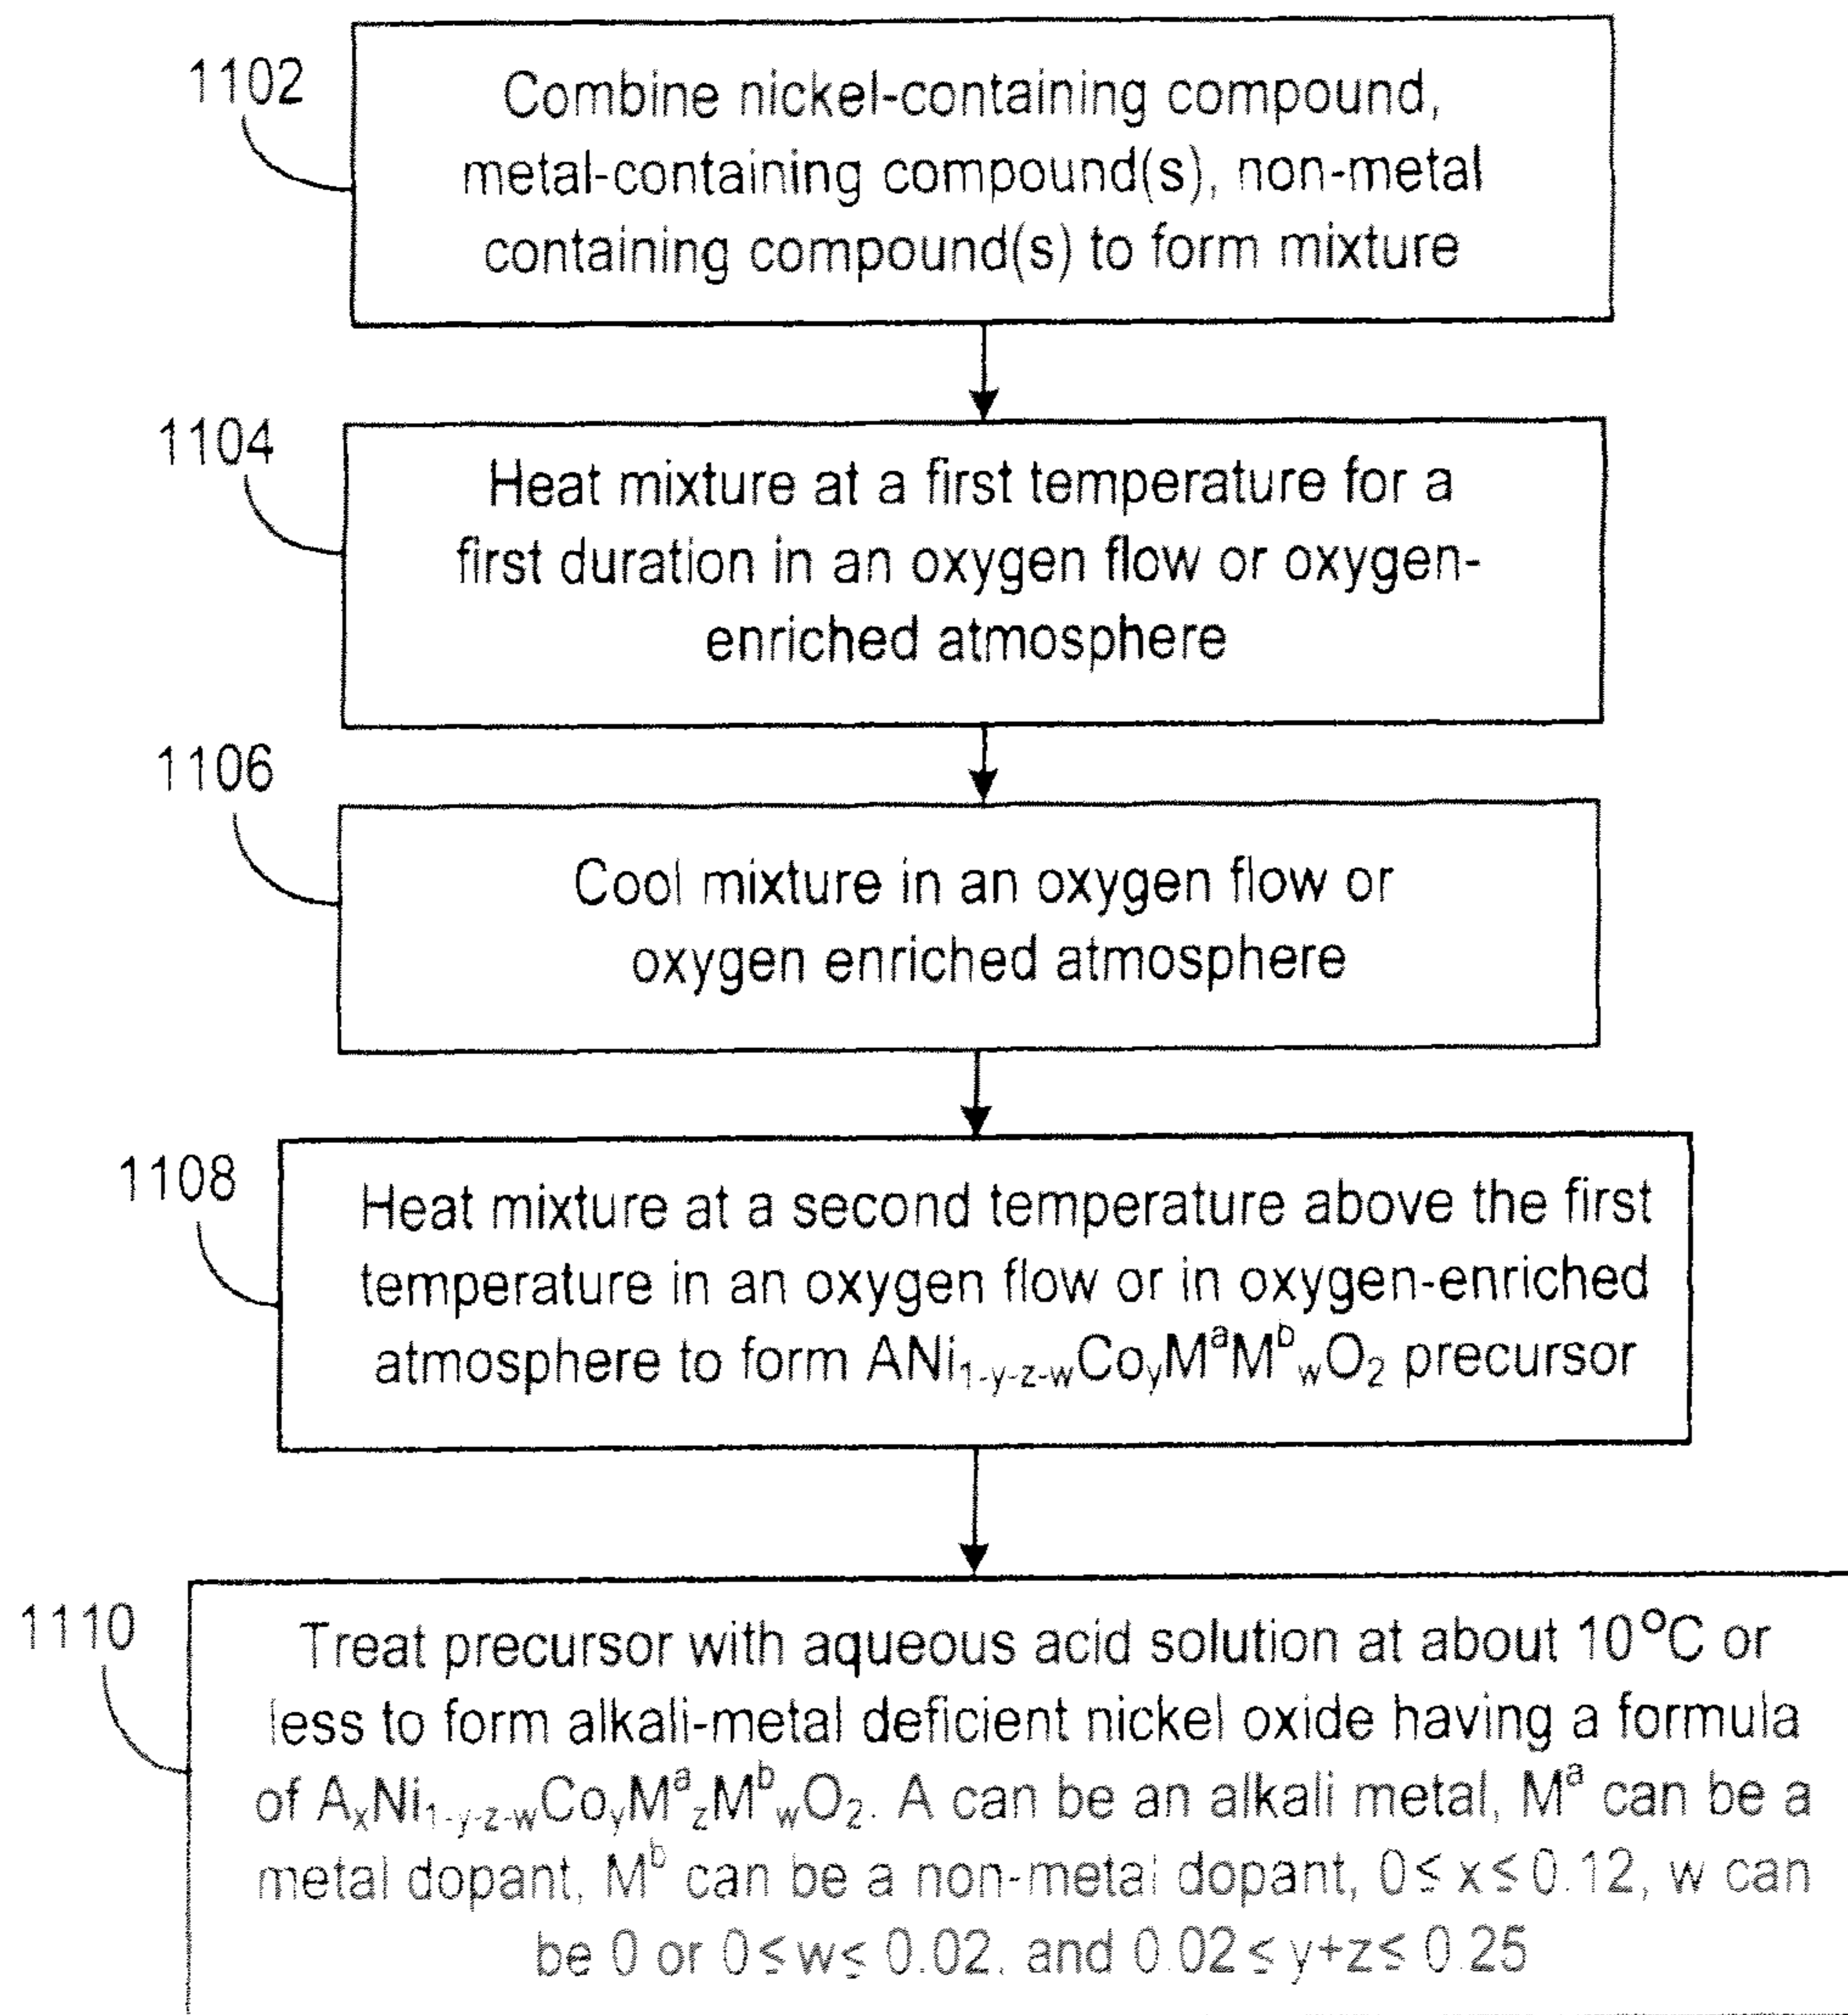 1102
Combine nickel-containing compound,
metal-containing compound(s), non-metal
containing compound(s) to form mixture
1104
Heat mixture at a first temperature for a
first duration in an oxygen flow or oxygen-
enriched atmosphere
1106
Cool mixture in an oxygen flow or
oxygen enriched atmosphere
1108
Heat mixture at a second temperature above the first
temperature in an oxygen flow or in oxygen-enriched
atmosphere to form ANi₁₋y₋z₋wCoyMᵃMᵇwO₂ precursor
1110
Treat precursor with aqueous acid solution at about 10°C or
less to form alkali-metal deficient nickel oxide having a formula
of AₓNi₁₋y₋z₋wCoyMᵃzMᵇwO₂. A can be an alkali metal, Mᵃ can be a
metal dopant, Mᵇ can be a non-metal dopant, 0≤ x≤ 0.12, w can
be 0 or 0≤w≤ 0.02. and 0.02≤ y+z≤ 0.25